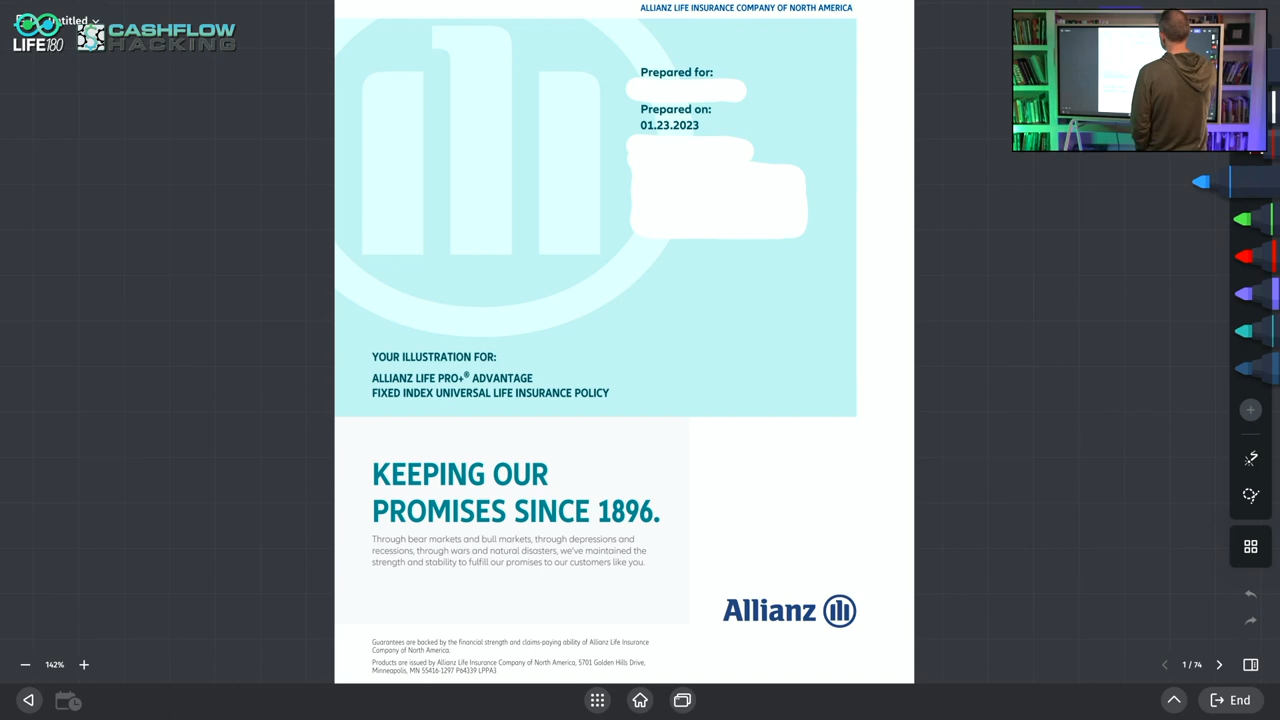 Untitled
LIFE180
CASHFLOW
HACKING
ALLIANZ LIFE INSURANCE COMPANY OF NORTH AMERICA
Prepared for:
Prepared on:
01.23.2023
YOUR ILLUSTRATION FOR:
ALLIANZ LIFE PRO+® ADVANTAGE
FIXED INDEX UNIVERSAL LIFE INSURANCE POLICY
KEEPING OUR
PROMISES SINCE 1896.
Through bear markets and bull markets, through depressions and
recessions, through wars and natural disasters, we've maintained the
strength and stability to fulfill our promises to our customers like you.
Allianz
Guarantees are backed by the financial strength and claims-paying ability of Allianz Life Insurance
Company of North America.
Products are issued by Allianz Life Insurance Company of North America, 5701 Golden Hills Drive,
Minneapolis, MN 55416-1297 P64339 LPPA3
142%
1 / 74
End